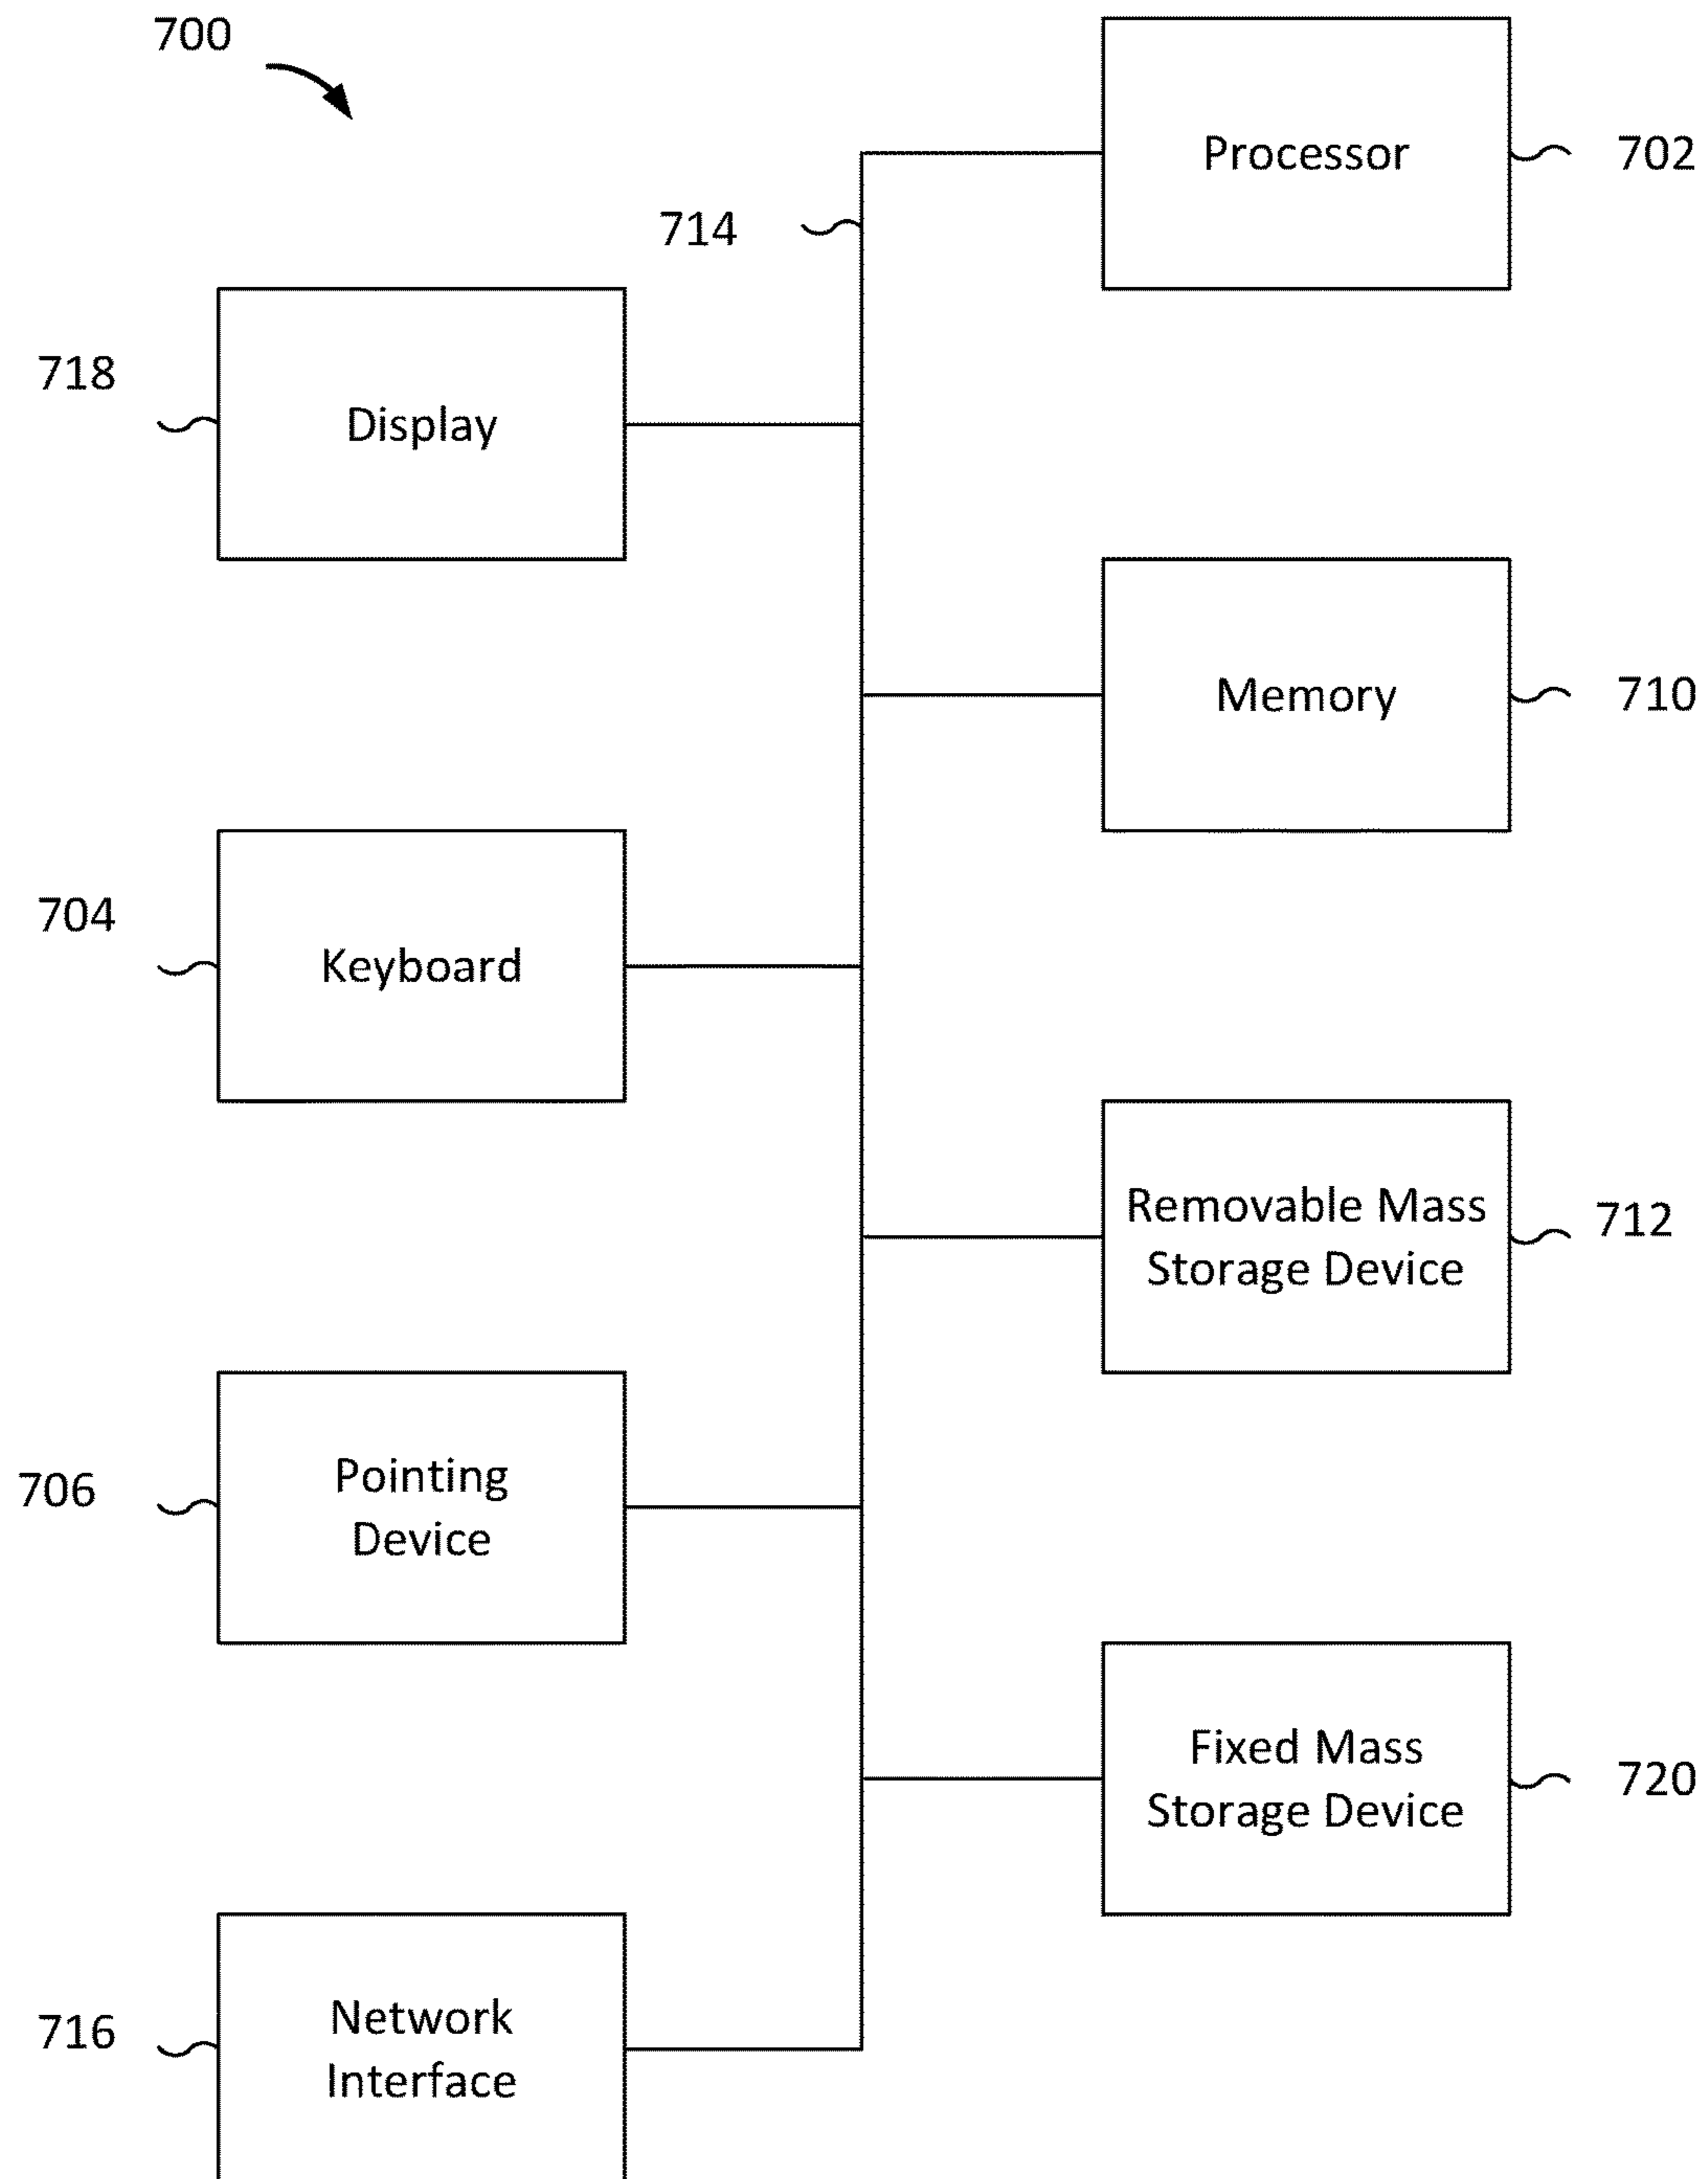 700
Processor
702
714
718
Display
Memory
710
704
Keyboard
Removable Mass
Storage Device
712
706
Pointing
Device
Fixed Mass
Storage Device
720
716
Network
Interface